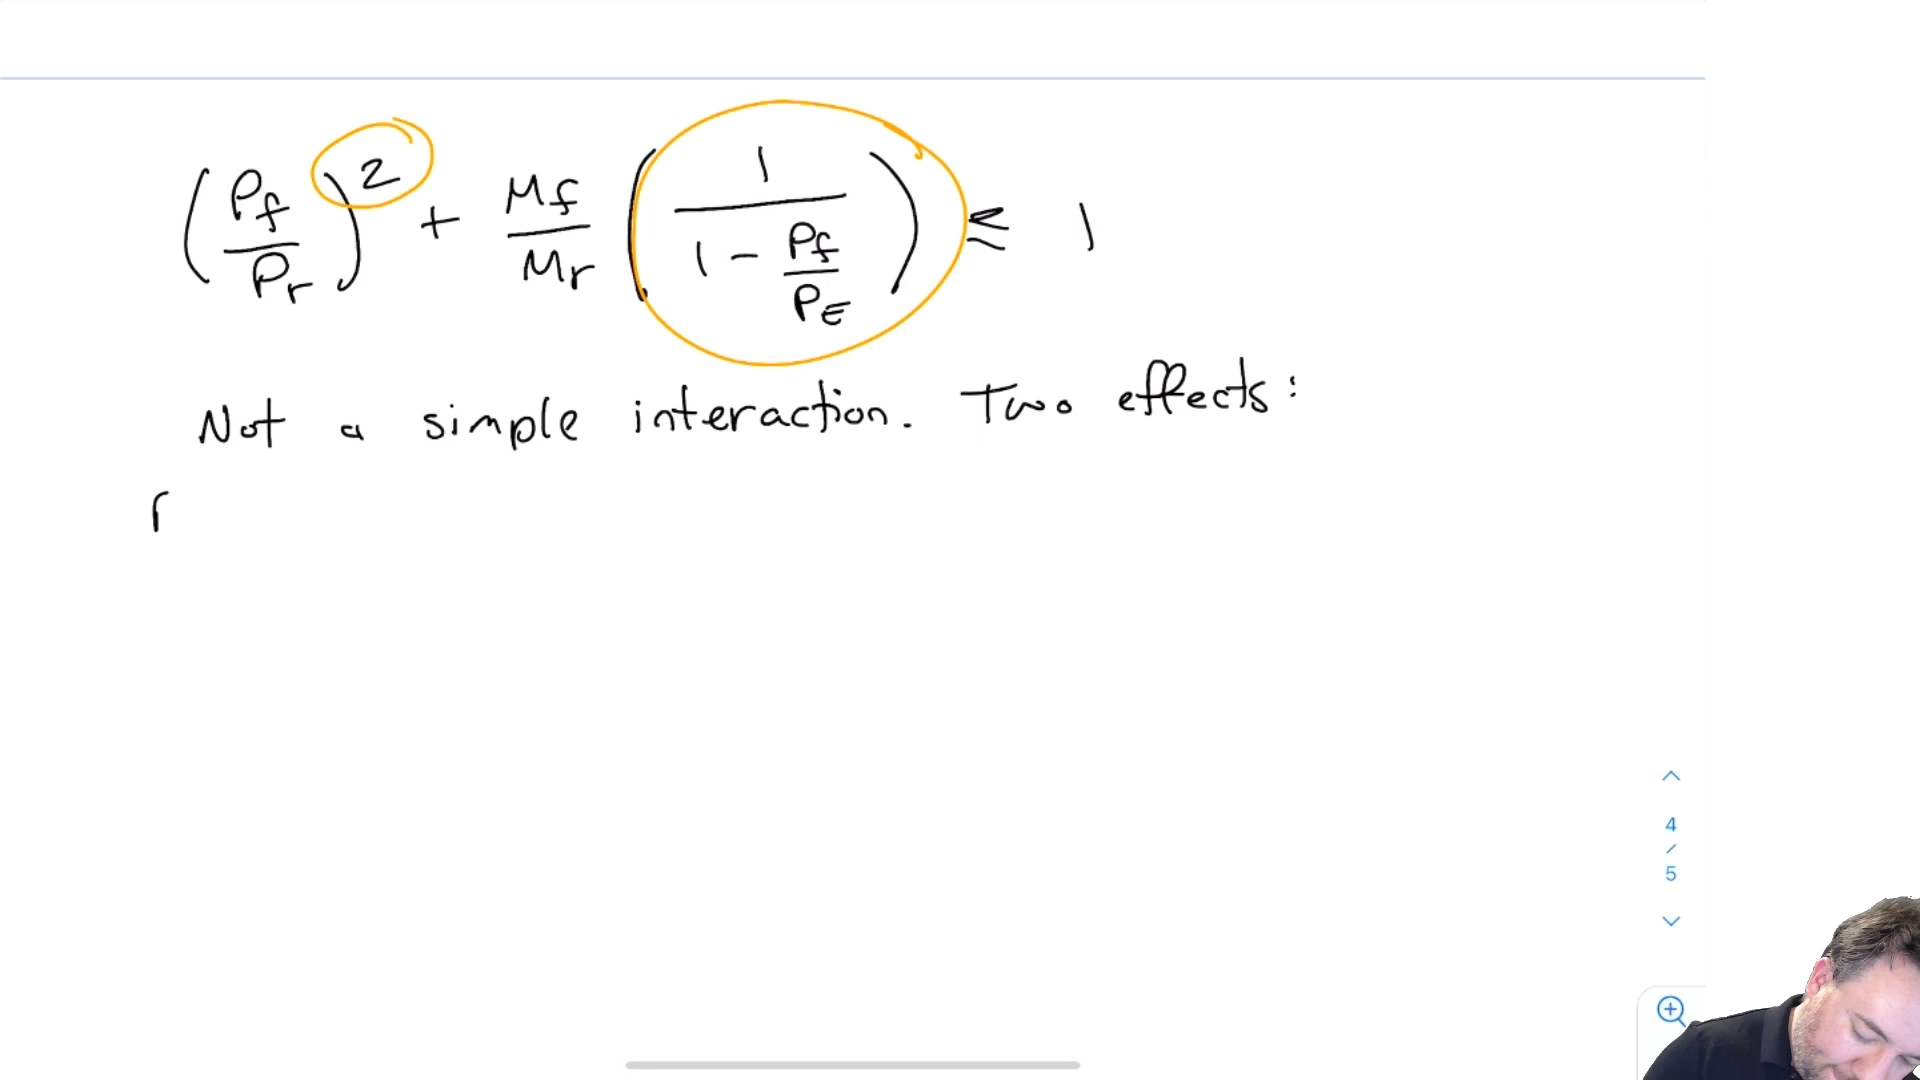 (Pf/Pr)² + Mf/Mr (1/(1 - Pf/PE)) ≤ 1
Not a simple interaction. Two effects:
4
/
5